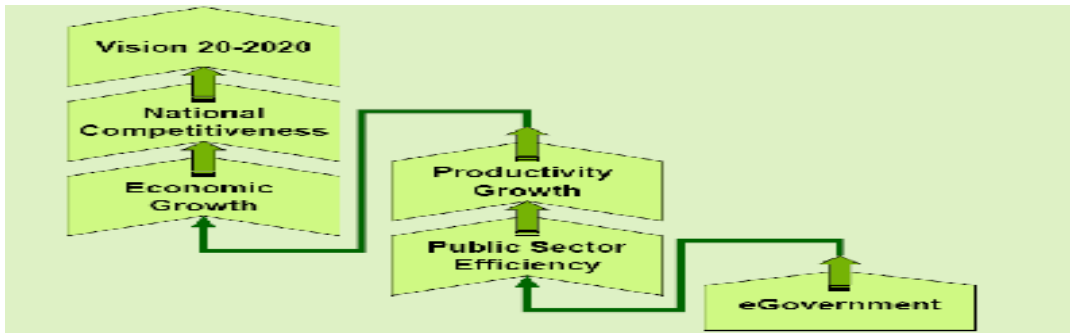 Vision 20-2020
National
Competitiveness
Economic
Growth
Productivity
Growth
Public Sector
Efficiency
eGovernment